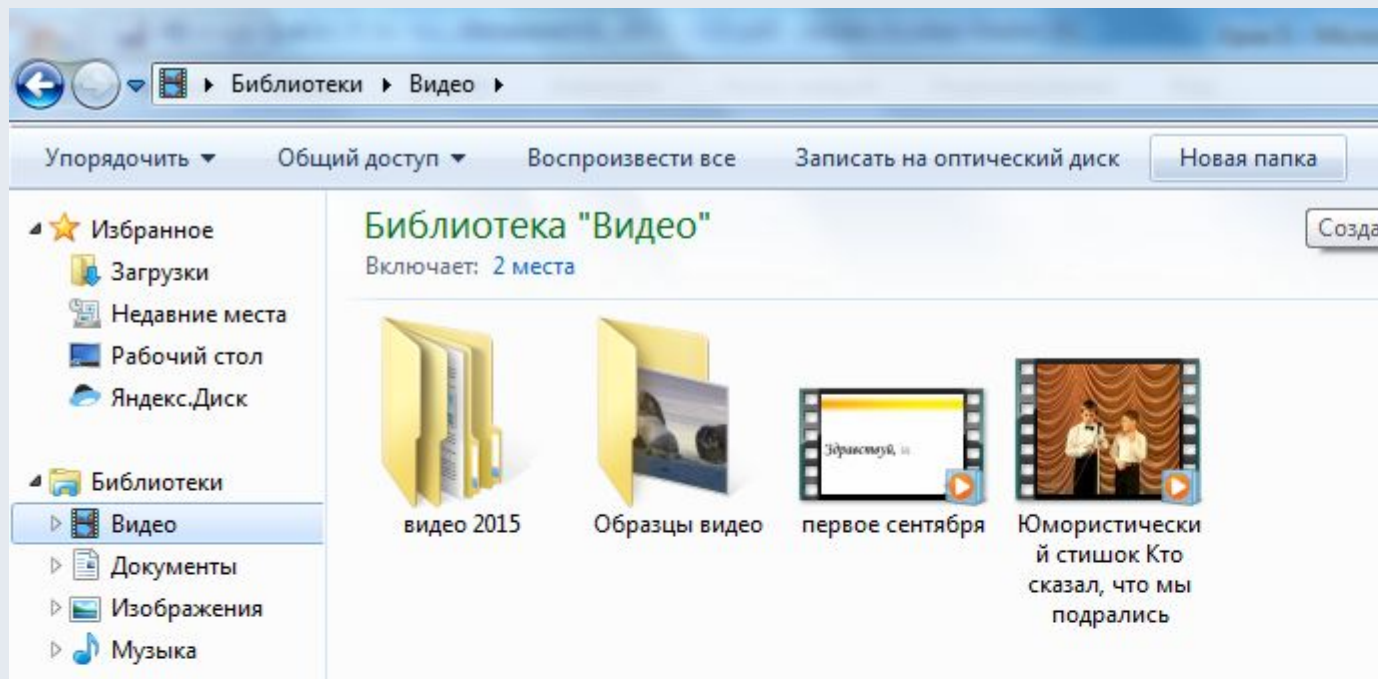 Библиотеки Видео
Упорядочить Общий доступ Воспроизвести все Записать на оптический диск Новая папка
Избранное
Загрузки
Недавние места
Рабочий стол
Яндекс.Диск
Библиотеки
Видео
Документы
Изображения
Музыка
Библиотека "Видео"
Включает: 2 места
Созда
Здравствуй,
видео 2015
Образцы видео
первое сентября
Юмористически
й стишок Кто
сказал, что мы
подрались